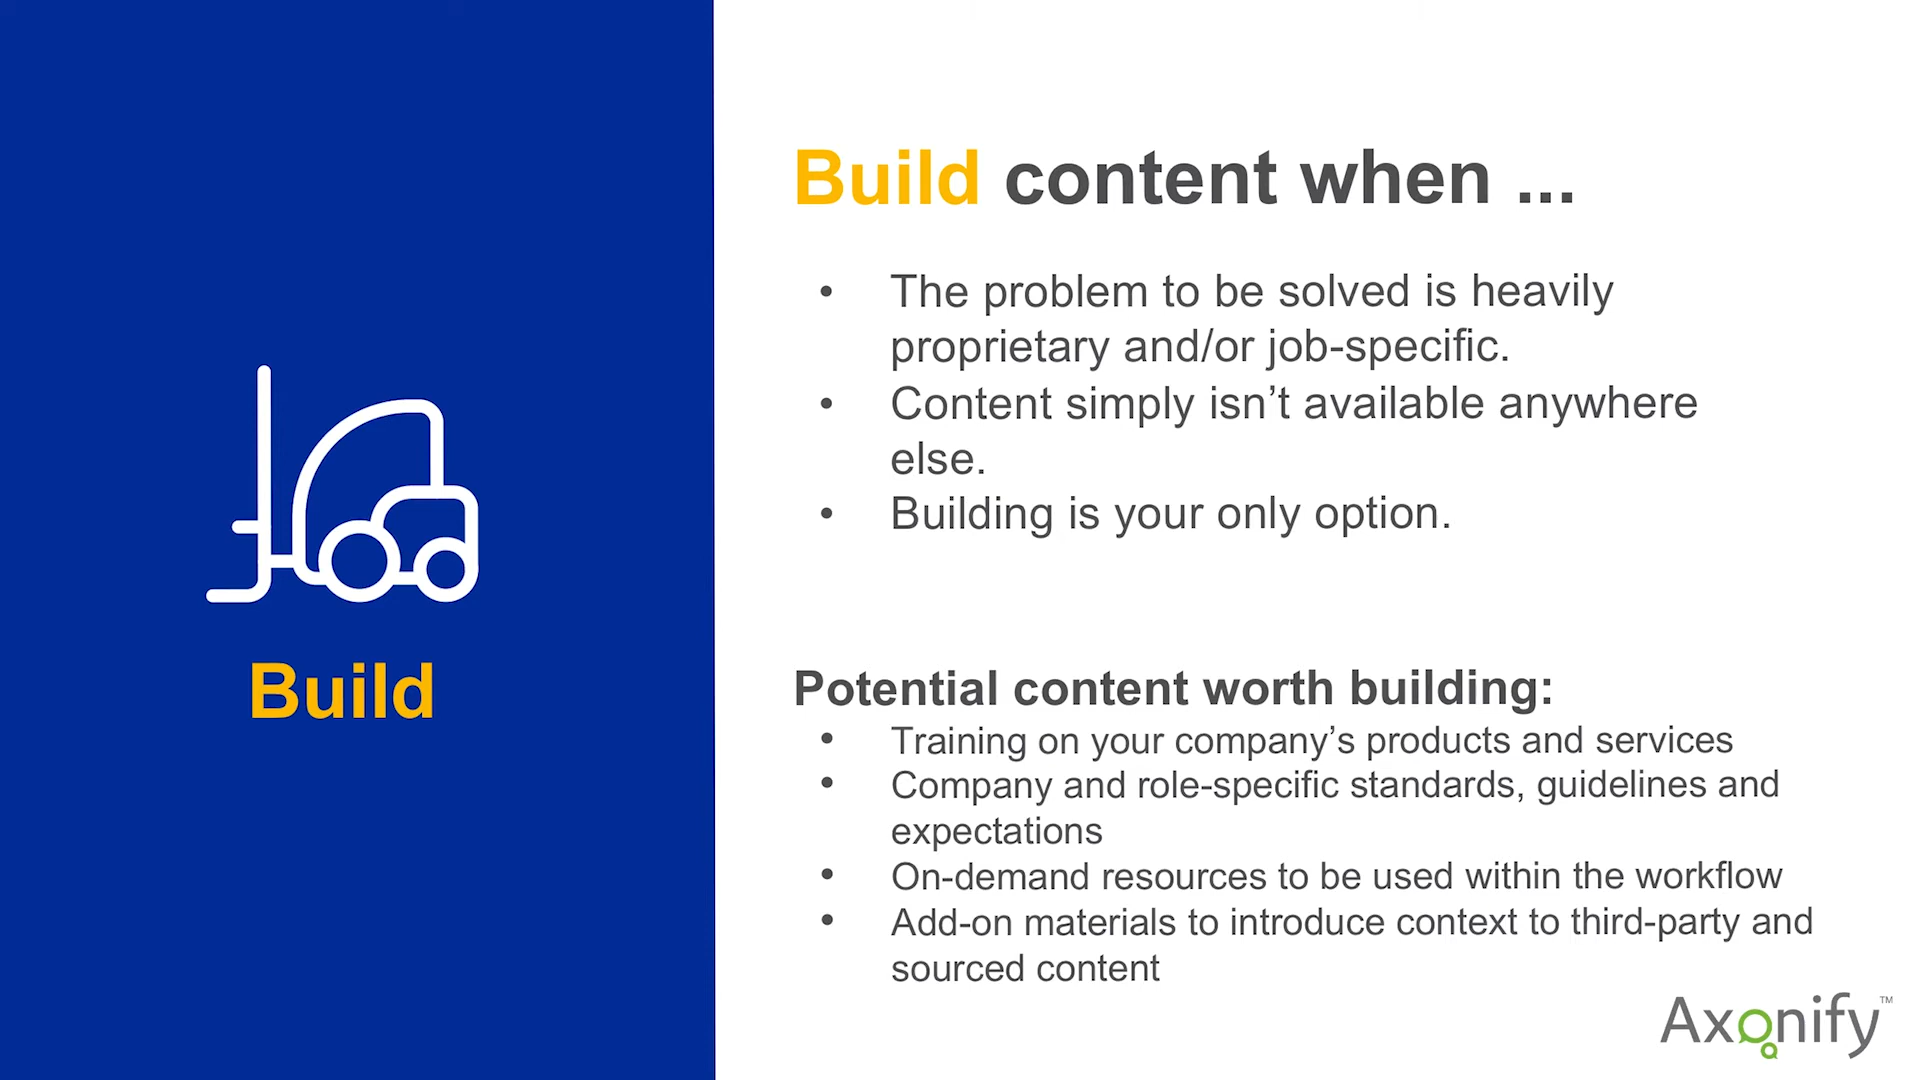 Build
Build content when ...
• The problem to be solved is heavily
proprietary and/or job-specific.
• Content simply isn’t available anywhere
else.
• Building is your only option.
Potential content worth building:
• Training on your company’s products and services
• Company and role-specific standards, guidelines and
expectations
• On-demand resources to be used within the workflow
• Add-on materials to introduce context to third-party and
sourced content
Axonify™